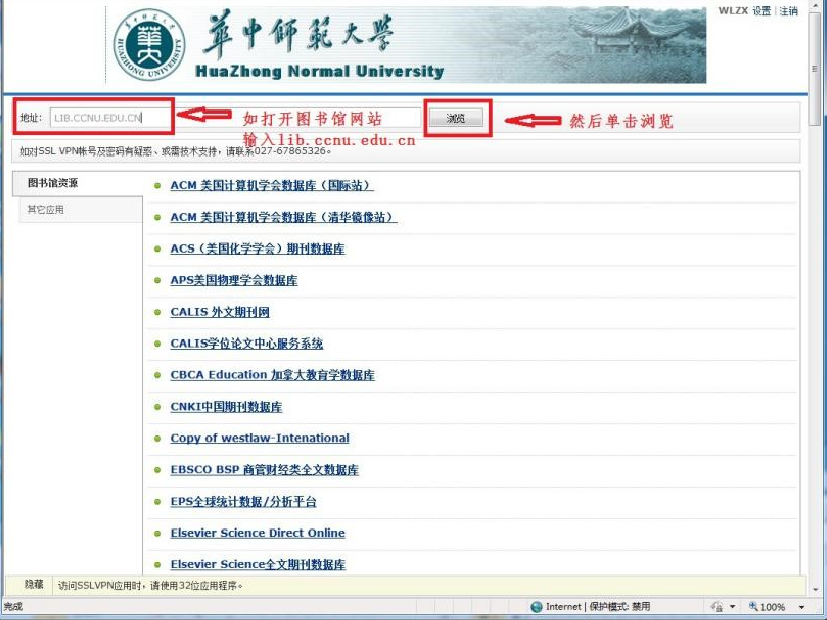 WLZX 设置 | 注销
華中师範大学
HuaZhong Normal University
HUAZHONG UNIVERSITY
地址: LIB.CCNU.EDU.CN 浏览
如打开图书馆网站
输入lib.ccnu.edu.cn
然后单击浏览
如对SSL VPN帐号及密码有疑惑、或需技术支持，请联系027-67865326。
图书馆资源
其它应用
ACM 美国计算机学会数据库（国际站）
ACM 美国计算机学会数据库（清华镜像站）
ACS（美国化学学会）期刊数据库
APS美国物理学会数据库
CALIS 外文期刊网
CALIS学位论文中心服务系统
CBCA Education 加拿大教育学数据库
CNKI中国期刊数据库
Copy of westlaw-Intenational
EBSCO BSP 商管财经类全文数据库
EPS全球统计数据/分析平台
Elsevier Science Direct Online
Elsevier Science全文期刊数据库
隐藏 访问SSLVPN应用时，请使用32位应用程序。
完成 Internet | 保护模式: 禁用 100%